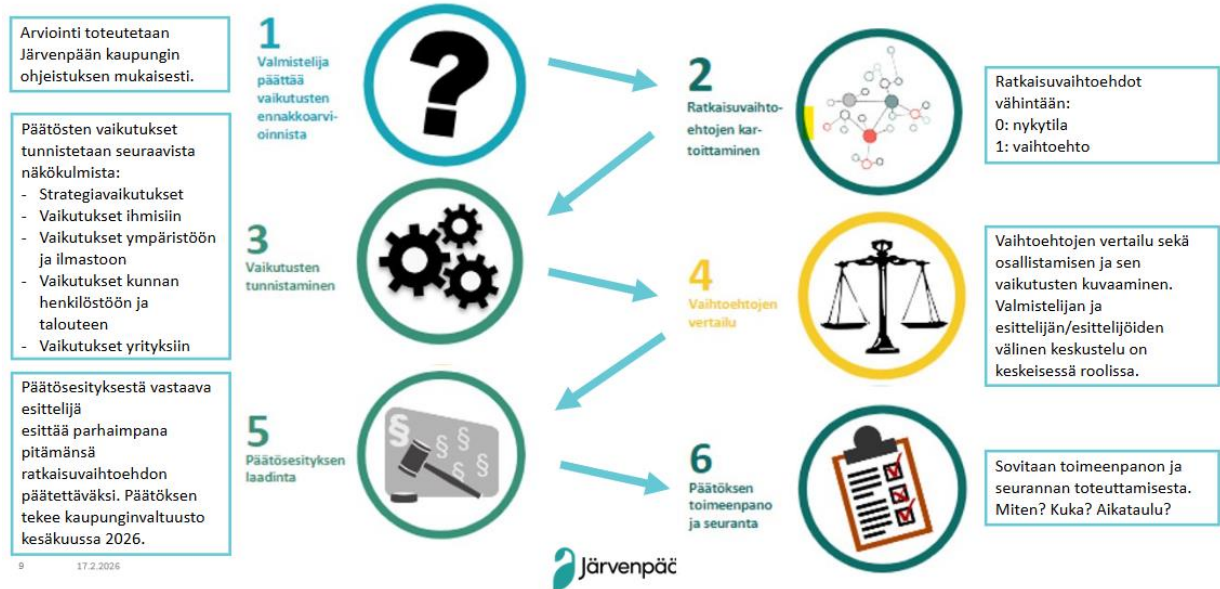 Arviointi toteutetaan
Järvenpään kaupungin
ohjeistuksen mukaisesti.
1
Valmistelija
päättää
vaikutusten
ennakkoarvi-
oinnista
2
Ratkaisuvaihto-
ehtojen kar-
toittaminen
Ratkaisuvaihtoehdot
vähintään:
0: nykytila
1: vaihtoehto
Päätösten vaikutukset
tunnistetaan seuraavista
näkökulmista:
- Strategiavaikutukset
- Vaikutukset ihmisiin
- Vaikutukset ympäristöön
ja ilmastoon
- Vaikutukset kunnan
henkilöstöön ja
talouteen
- Vaikutukset yrityksiin
3
Vaikutusten
tunnistaminen
4
Vaihtoehtojen
vertailu
Vaihtoehtojen vertailu sekä
osallistamisen ja sen
vaikutusten kuvaaminen.
Valmistelijan ja
esittelijän/esittelijöiden
välinen keskustelu on
keskeisessä roolissa.
Päätösesityksestä vastaava
esittelijä
esittää parhaimpana
pitämänsä
ratkaisuvaihtoehdon
päätettäväksi. Päätöksen
tekee kaupunginvaltuusto
kesäkuussa 2026.
5
Päätösesityksen
laadinta
§ § § § §
6
Päätöksen
toimeenpano
ja seuranta
Sovitaan toimeenpanon ja
seurannan toteuttamisesta.
Miten? Kuka? Aikataulu?
9 17.2.2026
Järvenpää